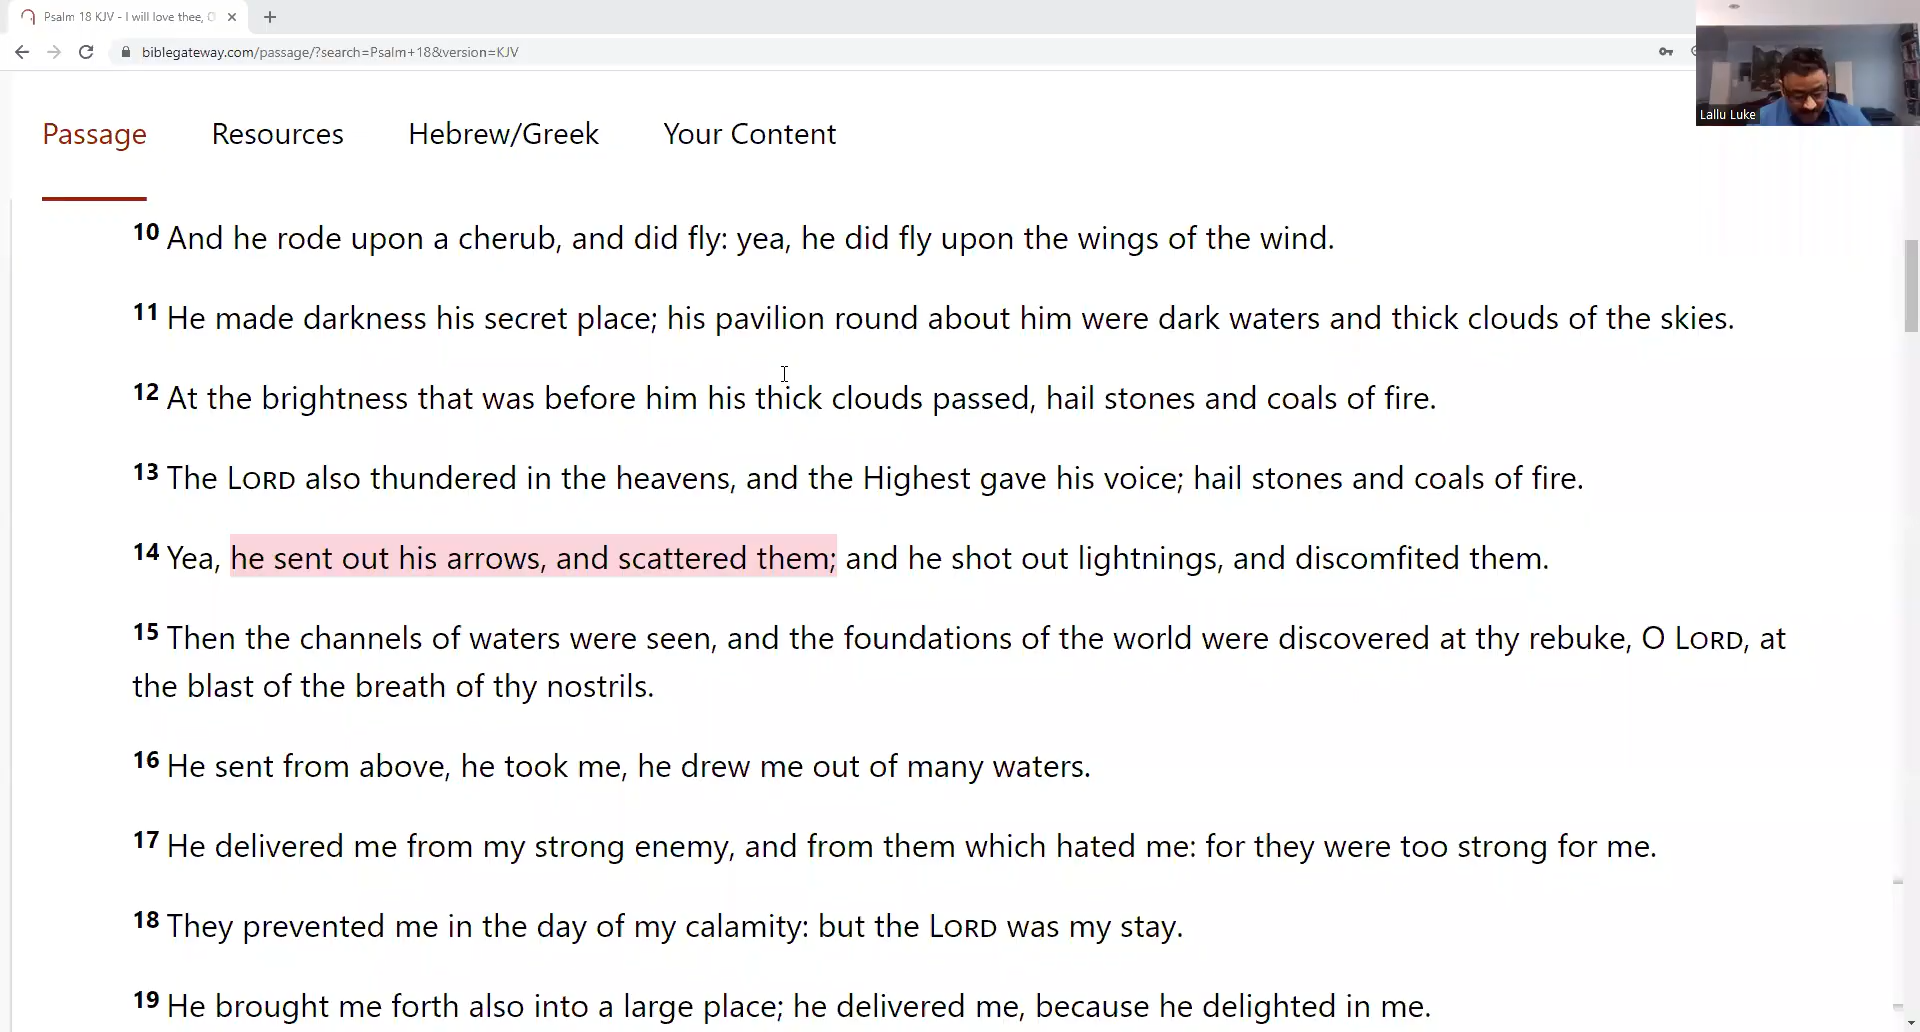 Psalm 18 KJV - I will love thee, O
biblegateway.com/passage/?search=Psalm+18&version=KJV
Lallu Luke
Passage Resources Hebrew/Greek Your Content
10 And he rode upon a cherub, and did fly: yea, he did fly upon the wings of the wind.
11 He made darkness his secret place; his pavilion round about him were dark waters and thick clouds of the skies.
12 At the brightness that was before him his thick clouds passed, hail stones and coals of fire.
13 The LORD also thundered in the heavens, and the Highest gave his voice; hail stones and coals of fire.
14 Yea, he sent out his arrows, and scattered them; and he shot out lightnings, and discomfited them.
15 Then the channels of waters were seen, and the foundations of the world were discovered at thy rebuke, O LORD, at
the blast of the breath of thy nostrils.
16 He sent from above, he took me, he drew me out of many waters.
17 He delivered me from my strong enemy, and from them which hated me: for they were too strong for me.
18 They prevented me in the day of my calamity: but the LORD was my stay.
19 He brought me forth also into a large place; he delivered me, because he delighted in me.